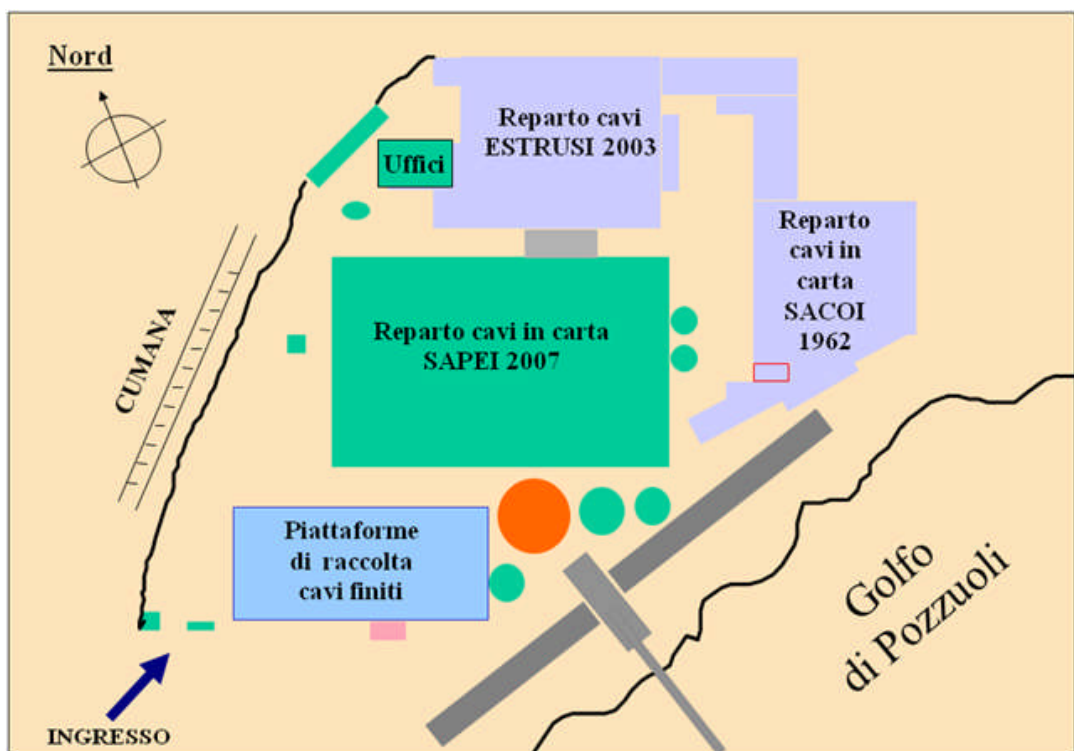 Nord
Reparto cavi
ESTRUSI 2003
Uffici
Reparto
cavi in
carta
SACOI
1962
Reparto cavi in carta
SAPEI 2007
CUMANA
Piattaforme
di raccolta
cavi finiti
Golfo
di Pozzuoli
INGRESSO